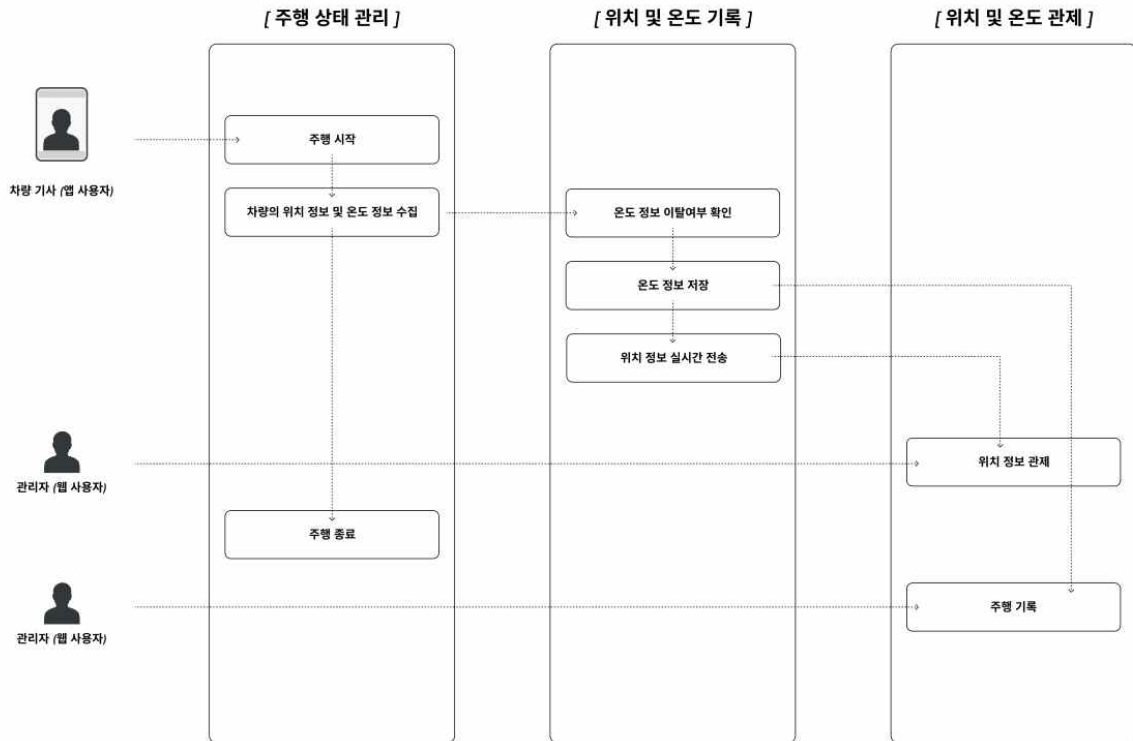 [ 주행 상태 관리 ]
[ 위치 및 온도 기록 ]
[ 위치 및 온도 관제 ]
주행 시작
차량 기사 (앱 사용자)
차량의 위치 정보 및 온도 정보 수집
온도 정보 이탈여부 확인
온도 정보 저장
위치 정보 실시간 전송
위치 정보 관제
관리자 (웹 사용자)
주행 종료
주행 기록
관리자 (웹 사용자)